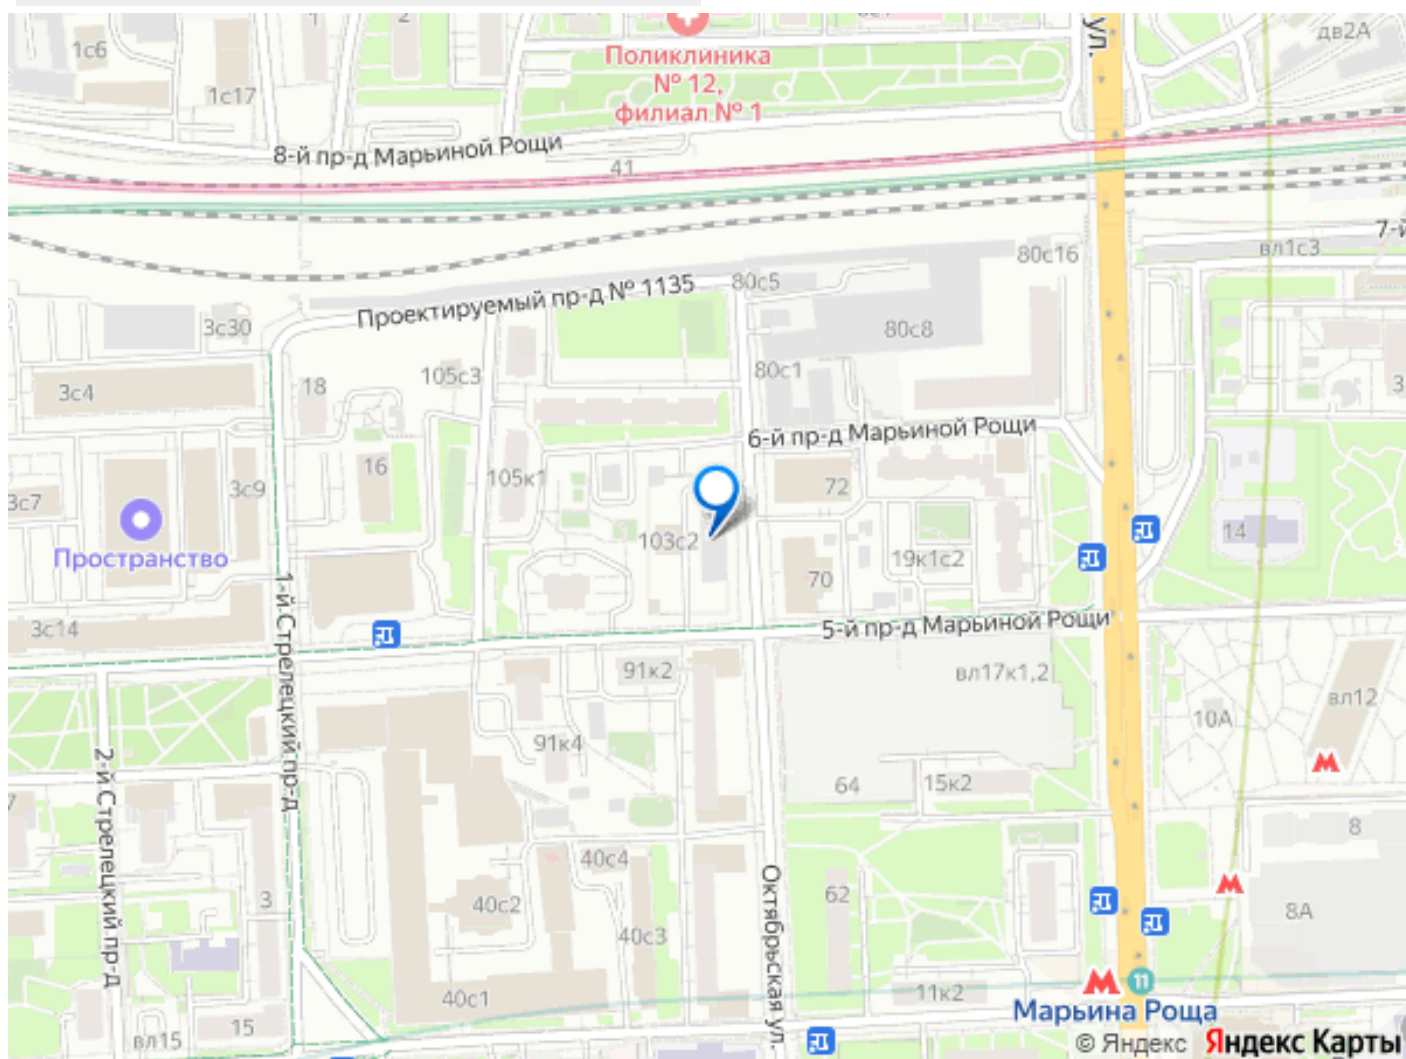 1с6
1
2
дв2А
Поликлиника
№ 12,
филиал № 1
ул.
1с17
8-й пр-д Марьиной Рощи
41
7-й
80с16
вл1с3
80с5
Проектируемый пр-д № 1135
3с30
80с8
80с1
105с3
18
3с4
3
6-й пр-д Марьиной Рощи
16
105к1
3с9
72
3с7
14
Пространство
103с2
19к1с2
70
1-й Стрелецкий пр-д
3с14
5-й пр-д Марьиной Рощи
91к2
вл17к1,2
вл12
10А
91к4
2-й Стрелецкий пр-д
64
15к2
7
8
40с4
Октябрьская ул.
62
3
40с2
8А
40с3
40с1
11к2
11
Марьина Роща
15
вл15
© Яндекс Яндекс Карты